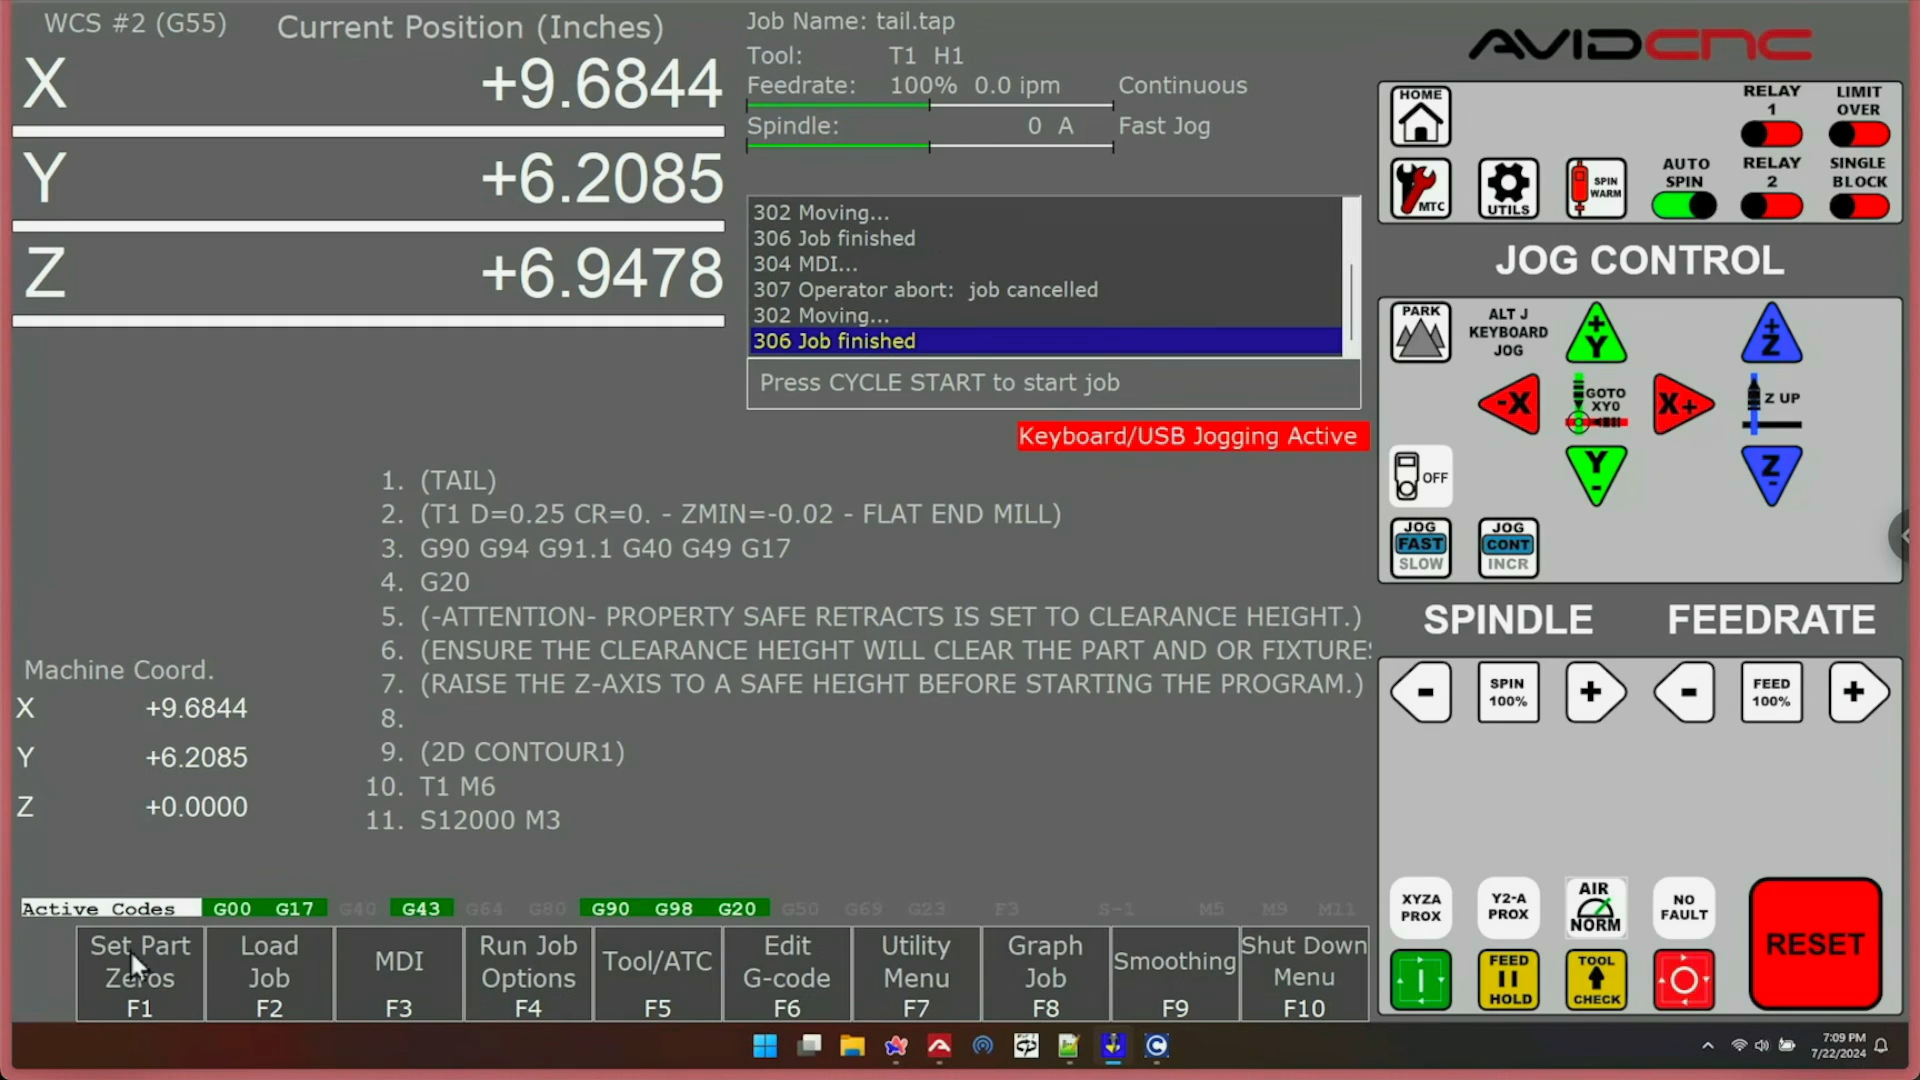 WCS #2 (G55)
Current Position (Inches)
X +9.6844
Y +6.2085
Z +6.9478
Job Name: tail.tap
Tool: T1 H1
Feedrate: 100% 0.0 ipm Continuous
Spindle: 0 A Fast Jog
302 Moving...
306 Job finished
304 MDI...
307 Operator abort: job cancelled
302 Moving...
306 Job finished
Press CYCLE START to start job
Keyboard/USB Jogging Active
1. (TAIL)
2. (T1 D=0.25 CR=0. - ZMIN=-0.02 - FLAT END MILL)
3. G90 G94 G91.1 G40 G49 G17
4. G20
5. (-ATTENTION- PROPERTY SAFE RETRACTS IS SET TO CLEARANCE HEIGHT.)
6. (ENSURE THE CLEARANCE HEIGHT WILL CLEAR THE PART AND OR FIXTURES
7. (RAISE THE Z-AXIS TO A SAFE HEIGHT BEFORE STARTING THE PROGRAM.)
8.
9. (2D CONTOUR1)
10. T1 M6
11. S12000 M3
Machine Coord.
X +9.6844
Y +6.2085
Z +0.0000
Active Codes G00 G17 G40 G43 G64 G80 G90 G98 G20 G50 G69 G23 F3 S-1 M5 M9 M11
Set Part
Zeros
F1
Load
Job
F2
MDI
F3
Run Job
Options
F4
Tool/ATC
F5
Edit
G-code
F6
Utility
Menu
F7
Graph
Job
F8
Smoothing
F9
Shut Down
Menu
F10
AVIDCNC
HOME
RELAY
1
LIMIT
OVER
MTC
UTILS
SPIN
WARM
AUTO
SPIN
RELAY
2
SINGLE
BLOCK
JOG CONTROL
PARK
ALT J
KEYBOARD
JOG
+
Y
+
Z
-X
GOTO
XY0
X+
Z UP
OFF
Y
-
Z
-
JOG
FAST
SLOW
JOG
CONT
INCR
SPINDLE
FEEDRATE
-
SPIN
100%
+
-
FEED
100%
+
XYZA
PROX
Y2-A
PROX
AIR
NORM
NO
FAULT
RESET
FEED
HOLD
TOOL
CHECK
7:09 PM
7/22/2024